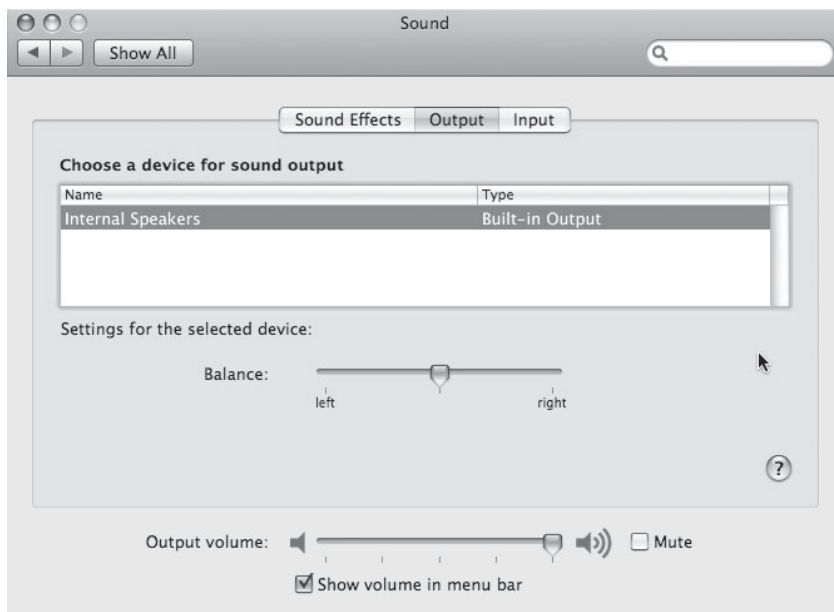 Sound
Show All
Sound Effects Output Input
Choose a device for sound output
Name Type
Internal Speakers Built-in Output
Settings for the selected device:
Balance:
left right
?
Output volume: Mute
Show volume in menu bar